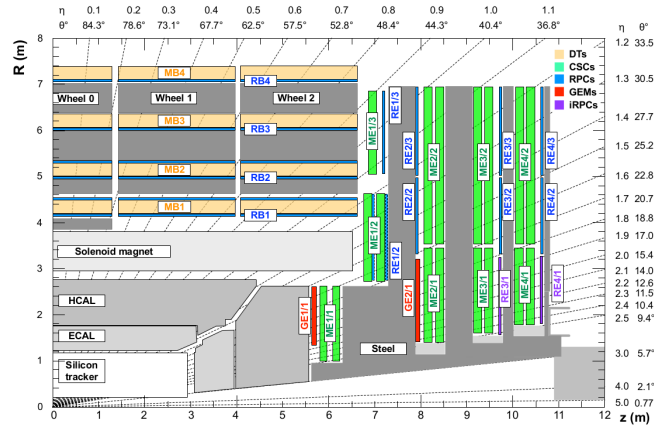 η 0.1 0.2 0.3 0.4 0.5 0.6 0.7 0.8 0.9 1.0 1.1
θ° 84.3° 78.6° 73.1° 67.7° 62.5° 57.5° 52.8° 48.4° 44.3° 40.4° 36.8° η θ°
R (m)
8
7
6
5
4
3
2
1
0
1.2 33.5
1.3 30.5
1.4 27.7
1.5 25.2
1.6 22.8
1.7 20.7
1.8 18.8
1.9 17.0
2.0 15.4
2.1 14.0
2.2 12.6
2.3 11.5
2.4 10.4
2.5 9.4°
3.0 5.7°
4.0 2.1°
5.0 0.77
DTs
CSCs
RPCs
GEMs
iRPCs
MB4
RB4
Wheel 0
Wheel 1
Wheel 2
MB3
RB3
MB2
RB2
MB1
RB1
Solenoid magnet
HCAL
ECAL
Silicon
tracker
Steel
ME1/3
RE1/3
ME1/2
RE1/2
GE1/1
ME1/1
RE2/3
RE2/2
GE2/1
ME2/2
ME2/1
ME3/2
ME3/1
RE3/3
RE3/2
RE3/1
ME4/2
ME4/1
RE4/3
RE4/2
RE4/1
0 1 2 3 4 5 6 7 8 9 10 11 12
z (m)